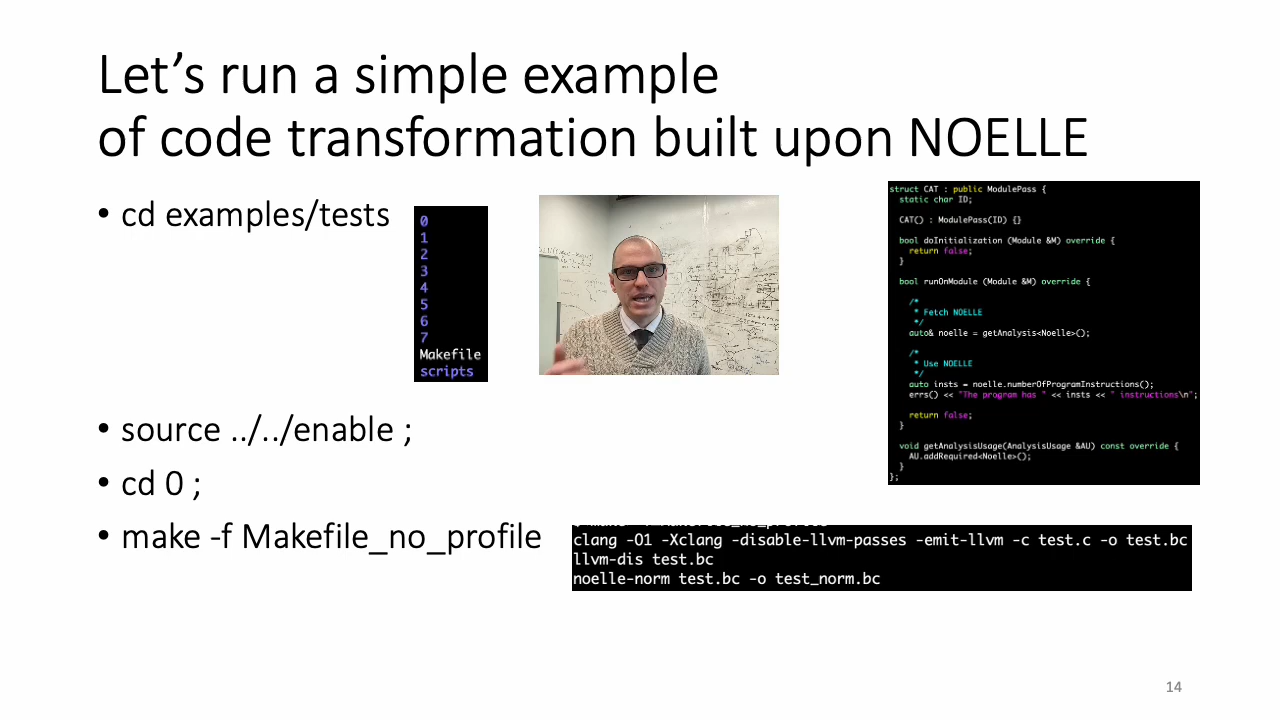 Let’s run a simple example
of code transformation built upon NOELLE
• cd examples/tests
0
1
2
3
4
5
6
7
Makefile
scripts
struct CAT : public ModulePass {
static char ID;
CAT() : ModulePass(ID) {}
bool doInitialization (Module &M) override {
return false;
}
bool runOnModule (Module &M) override {
/*
* Fetch NOELLE
*/
auto& noelle = getAnalysis<Noelle>();
/*
* Use NOELLE
*/
auto insts = noelle.numberOfProgramInstructions();
errs() << "The program has " << insts << " instructions\n";
return false;
}
void getAnalysisUsage(AnalysisUsage &AU) const override {
AU.addRequired<Noelle>();
}
};
• source ../../enable ;
• cd 0 ;
• make -f Makefile_no_profile
clang -O1 -Xclang -disable-llvm-passes -emit-llvm -c test.c -o test.bc
llvm-dis test.bc
noelle-norm test.bc -o test_norm.bc
14